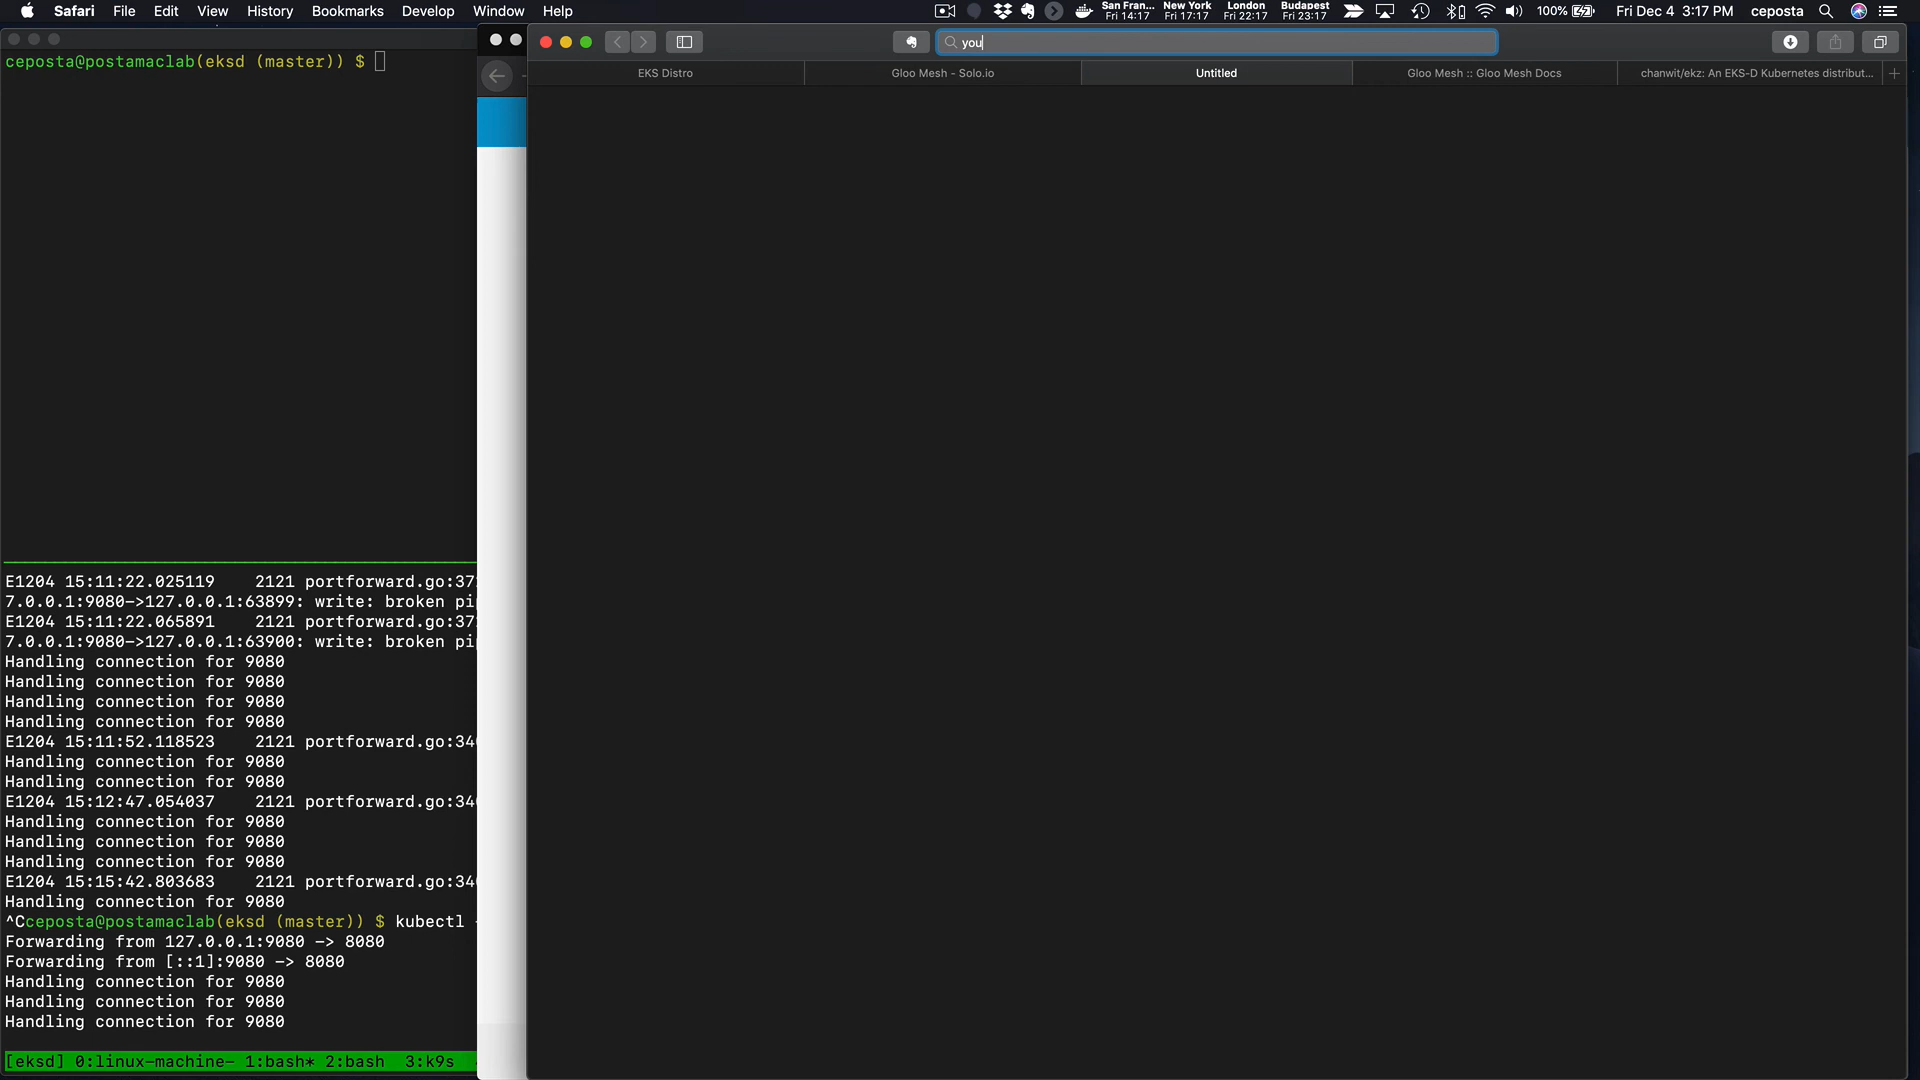 Safari File Edit View History Bookmarks Develop Window Help
San Fran... Fri 14:17
New York Fri 17:17
London Fri 22:17
Budapest Fri 23:17
100%
Fri Dec 4 3:17 PM ceposta
you
EKS Distro
Gloo Mesh - Solo.io
Untitled
Gloo Mesh :: Gloo Mesh Docs
chanwit/ekz: An EKS-D Kubernetes distribut...
ceposta@postamaclab(eksd (master)) $
E1204 15:11:22.025119 2121 portforward.go:37
7.0.0.1:9080->127.0.0.1:63899: write: broken pi
E1204 15:11:22.065891 2121 portforward.go:37
7.0.0.1:9080->127.0.0.1:63900: write: broken pi
Handling connection for 9080
Handling connection for 9080
Handling connection for 9080
Handling connection for 9080
E1204 15:11:52.118523 2121 portforward.go:34
Handling connection for 9080
Handling connection for 9080
E1204 15:12:47.054037 2121 portforward.go:34
Handling connection for 9080
Handling connection for 9080
Handling connection for 9080
E1204 15:15:42.803683 2121 portforward.go:34
Handling connection for 9080
^Cceposta@postamaclab(eksd (master)) $ kubectl
Forwarding from 127.0.0.1:9080 -> 8080
Forwarding from [::1]:9080 -> 8080
Handling connection for 9080
Handling connection for 9080
Handling connection for 9080
[eksd] 0:linux-machine- 1:bash* 2:bash 3:k9s